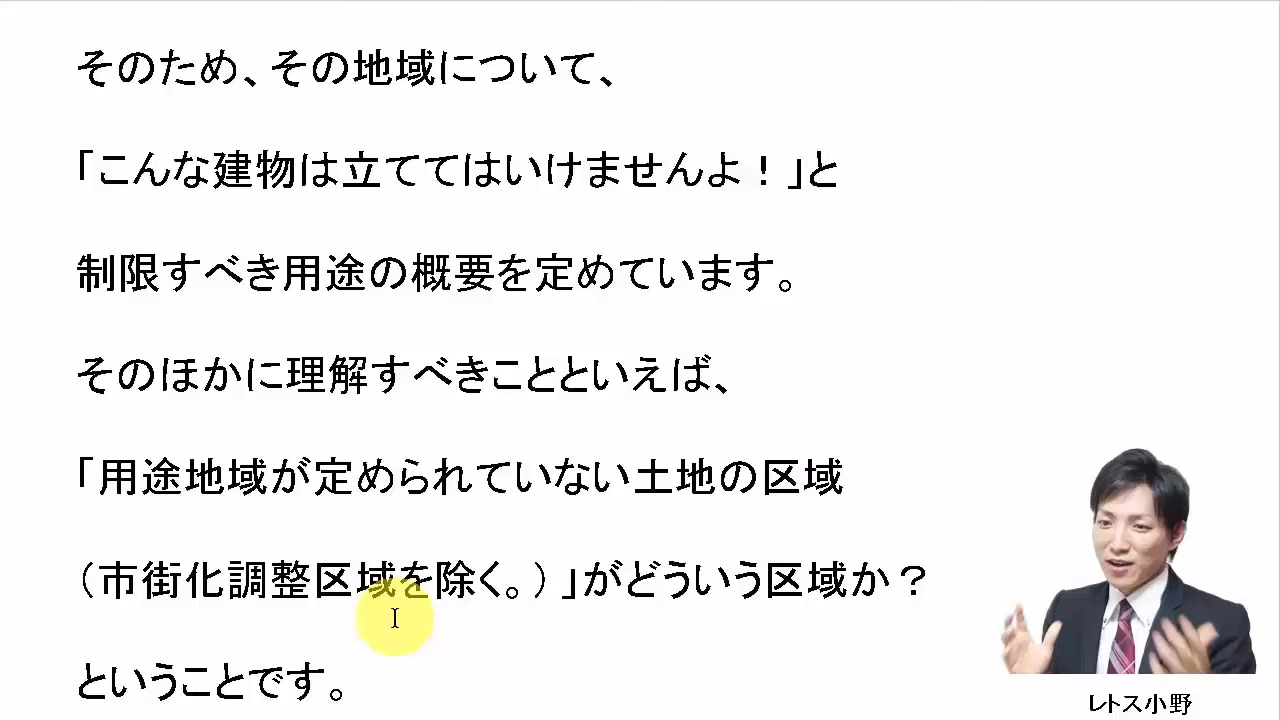 そのため、その地域について、
「こんな建物は立ててはいけませんよ！」と
制限すべき用途の概要を定めています。
そのほかに理解すべきことといえば、
「用途地域が定められていない土地の区域
（市街化調整区域を除く。）」がどういう区域か？
ということです。
レトス小野